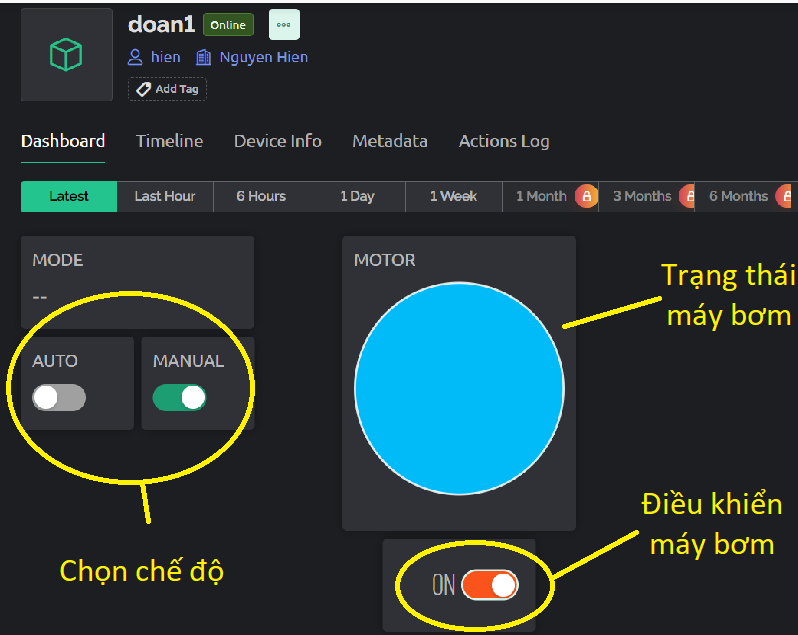 doan1 Online
hien Nguyen Hien
Add Tag
Dashboard Timeline Device Info Metadata Actions Log
Latest Last Hour 6 Hours 1 Day 1 Week 1 Month 3 Months 6 Months
MODE
--
AUTO MANUAL
MOTOR
Trạng thái
máy bơm
Chọn chế độ
Điều khiển
máy bơm
ON